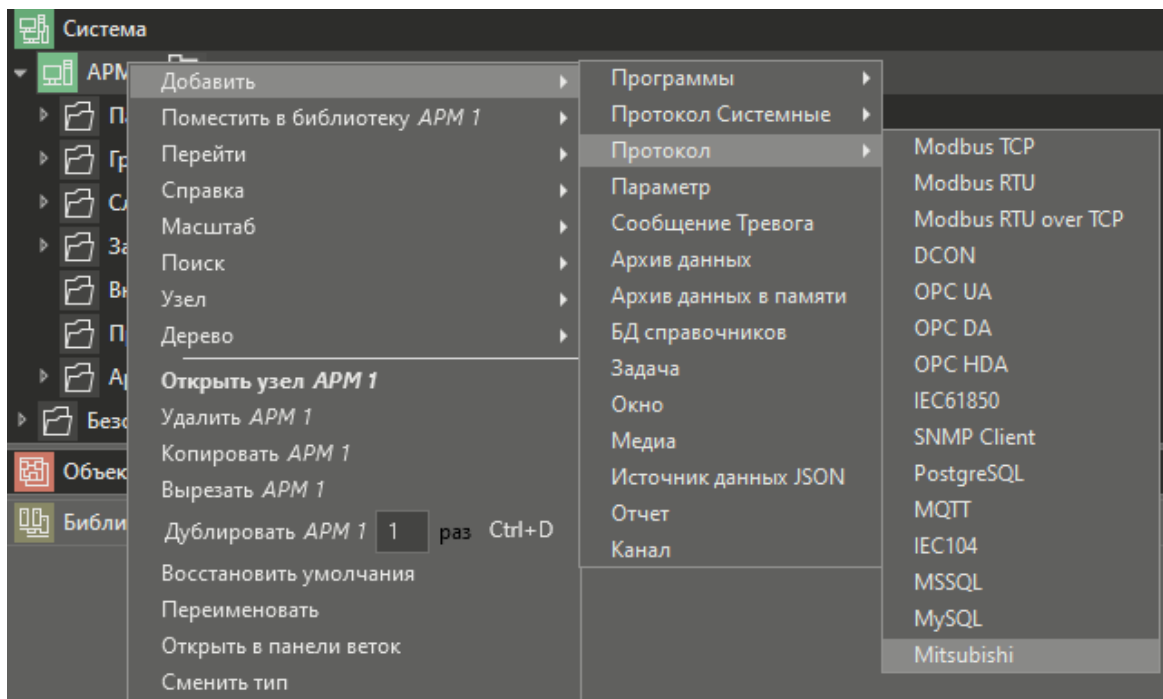 Система
АРМ
Добавить
Поместить в библиотеку АРМ 1
Перейти
Справка
Масштаб
Поиск
Узел
Дерево
Открыть узел АРМ 1
Удалить АРМ 1
Копировать АРМ 1
Вырезать АРМ 1
Дублировать АРМ 1 1 раз Ctrl+D
Восстановить умолчания
Переименовать
Открыть в панели веток
Сменить тип
Программы
Протокол Системные
Протокол
Параметр
Сообщение Тревога
Архив данных
Архив данных в памяти
БД справочников
Задача
Окно
Медиа
Источник данных JSON
Отчет
Канал
Modbus TCP
Modbus RTU
Modbus RTU over TCP
DCON
OPC UA
OPC DA
OPC HDA
IEC61850
SNMP Client
PostgreSQL
MQTT
IEC104
MSSQL
MySQL
Mitsubishi